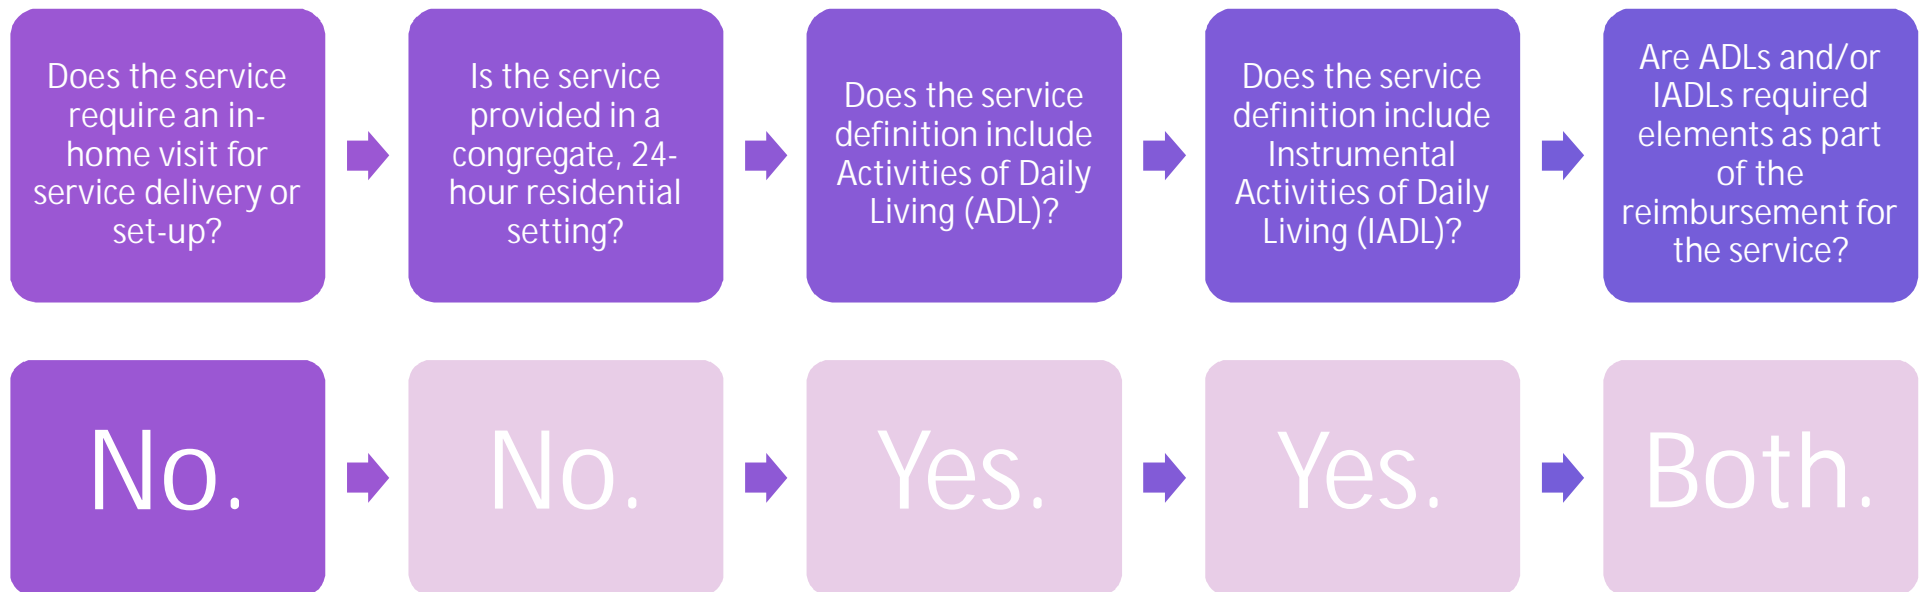 Does the service
require an in-
home visit for
service delivery or
set-up?
Is the service
provided in a
congregate, 24-
hour residential
setting?
Does the service
definition include
Activities of Daily
Living (ADL)?
Does the service
definition include
Instrumental
Activities of Daily
Living (IADL)?
Are ADLs and/or
IADLs required
elements as part
of the
reimbursement for
the service?
No.
No.
Yes.
Yes.
Both.